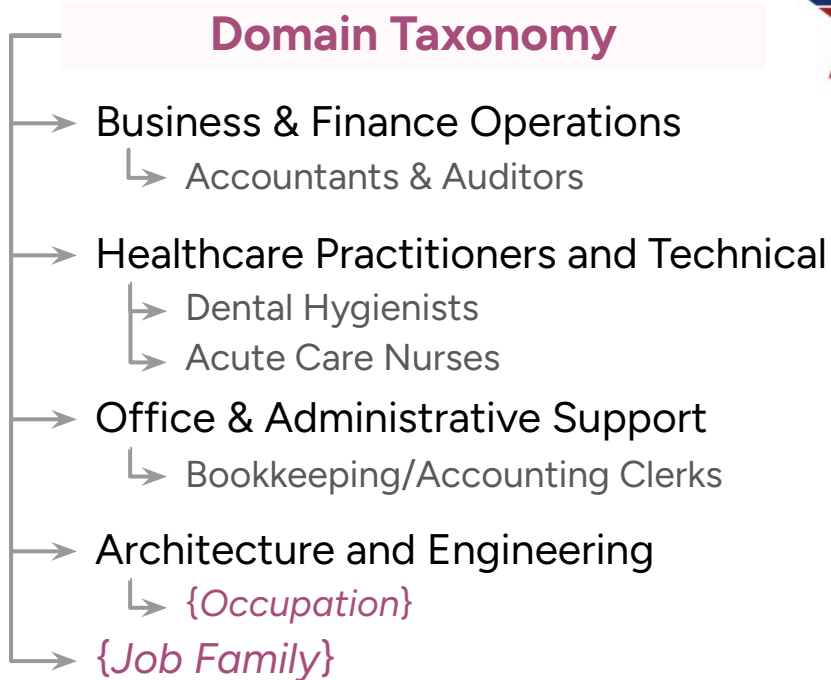 Domain Taxonomy
Business & Finance Operations
Accountants & Auditors
Healthcare Practitioners and Technical
Dental Hygienists
Acute Care Nurses
Office & Administrative Support
Bookkeeping/Accounting Clerks
Architecture and Engineering
{Occupation}
{Job Family}